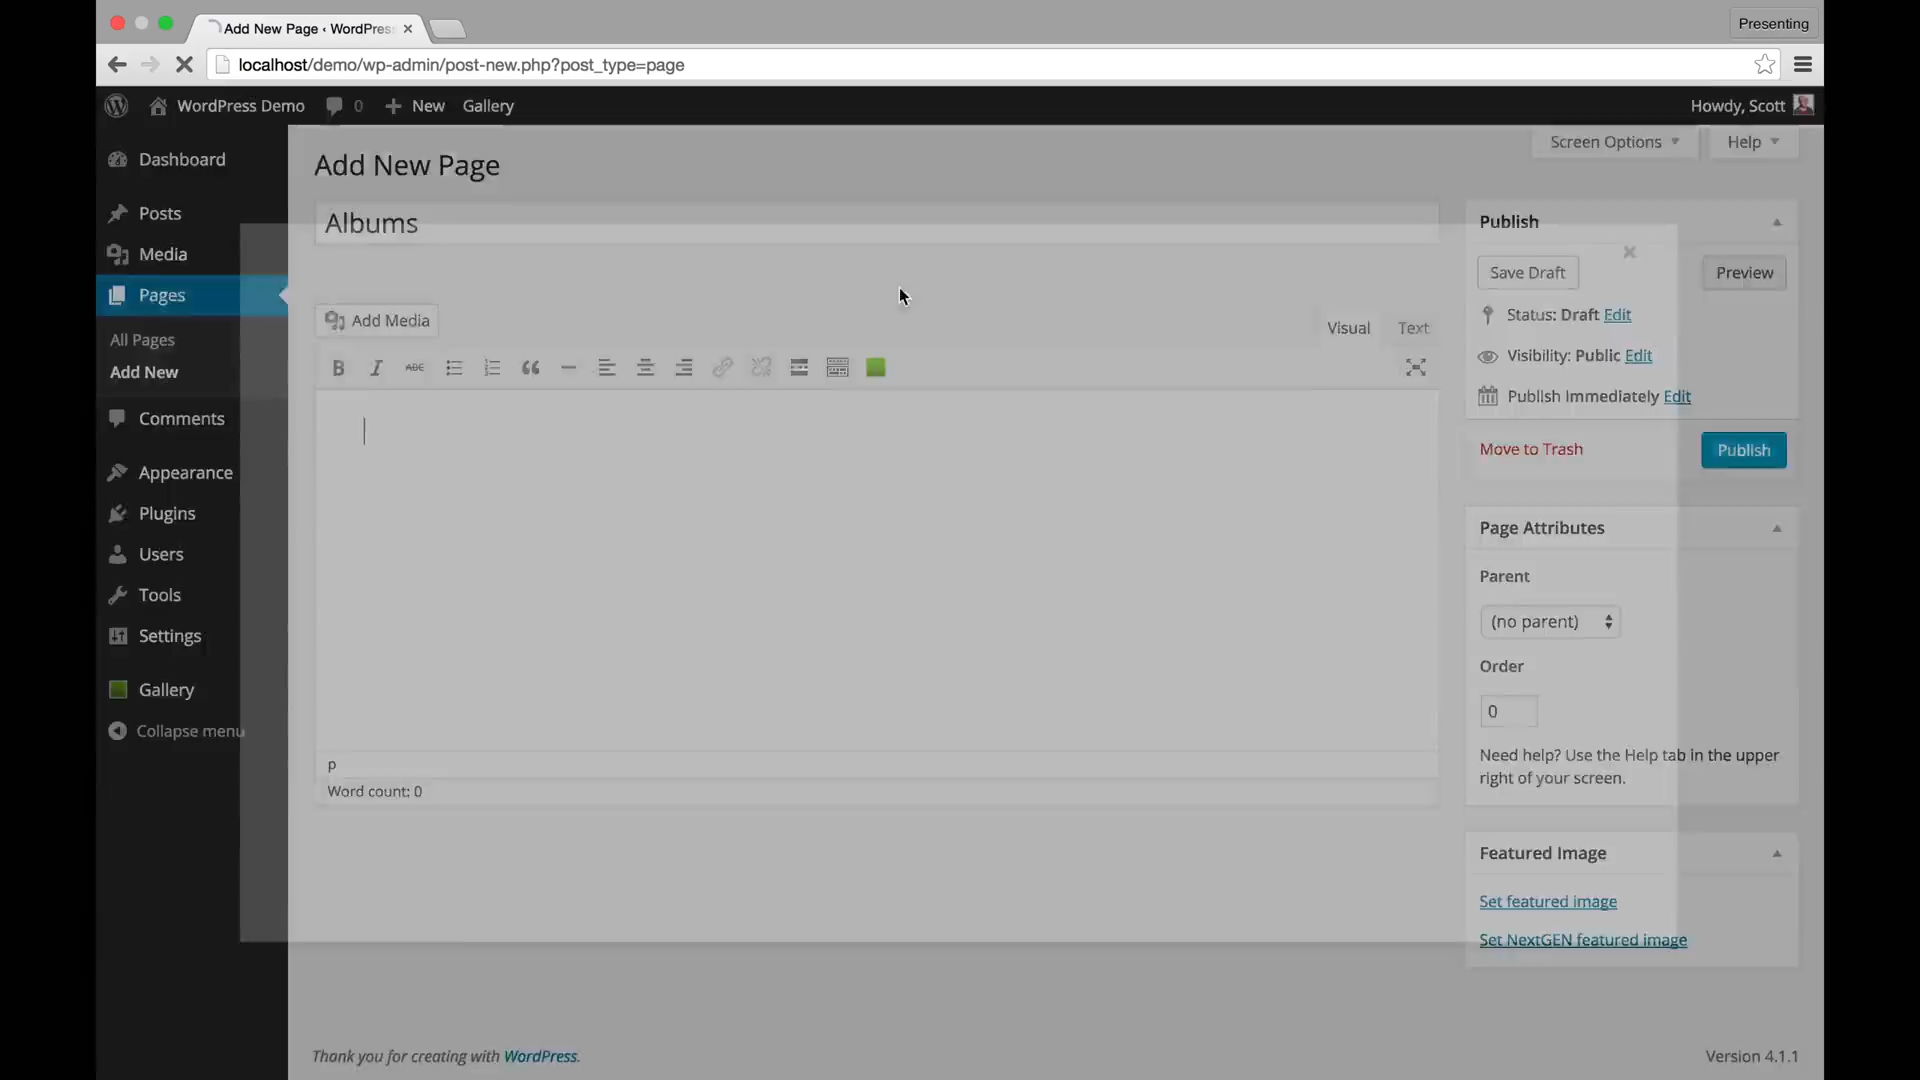 Add New Page ‹ WordPress
Presenting
localhost/demo/wp-admin/post-new.php?post_type=page
WordPress Demo 0 New Gallery Howdy, Scott
Screen Options Help
Dashboard
Posts
Media
Pages
All Pages
Add New
Comments
Appearance
Plugins
Users
Tools
Settings
Gallery
Collapse menu
Add New Page
Albums
Add Media
Visual Text
B I ABC
p
Word count: 0
Publish
Save Draft Preview
Status: Draft Edit
Visibility: Public Edit
Publish Immediately Edit
Move to Trash Publish
Page Attributes
Parent
(no parent)
Order
0
Need help? Use the Help tab in the upper
right of your screen.
Featured Image
Set featured image
Set NextGEN featured image
Thank you for creating with WordPress.
Version 4.1.1